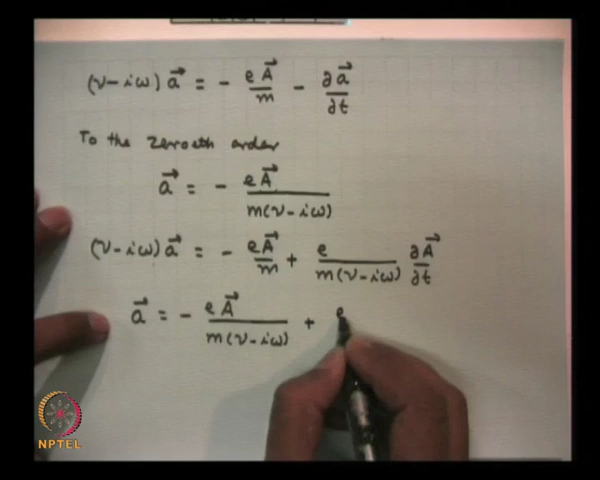 (ν-iω) a⃗ = - eA⃗/m - ∂a⃗/∂t
To the zeroeth order
a⃗ = - eA⃗/m(ν-iω)
(ν-iω) a⃗ = - eA⃗/m + e/m(ν-iω) ∂A⃗/∂t
a⃗ = - eA⃗/m(ν-iω) + e
NPTEL